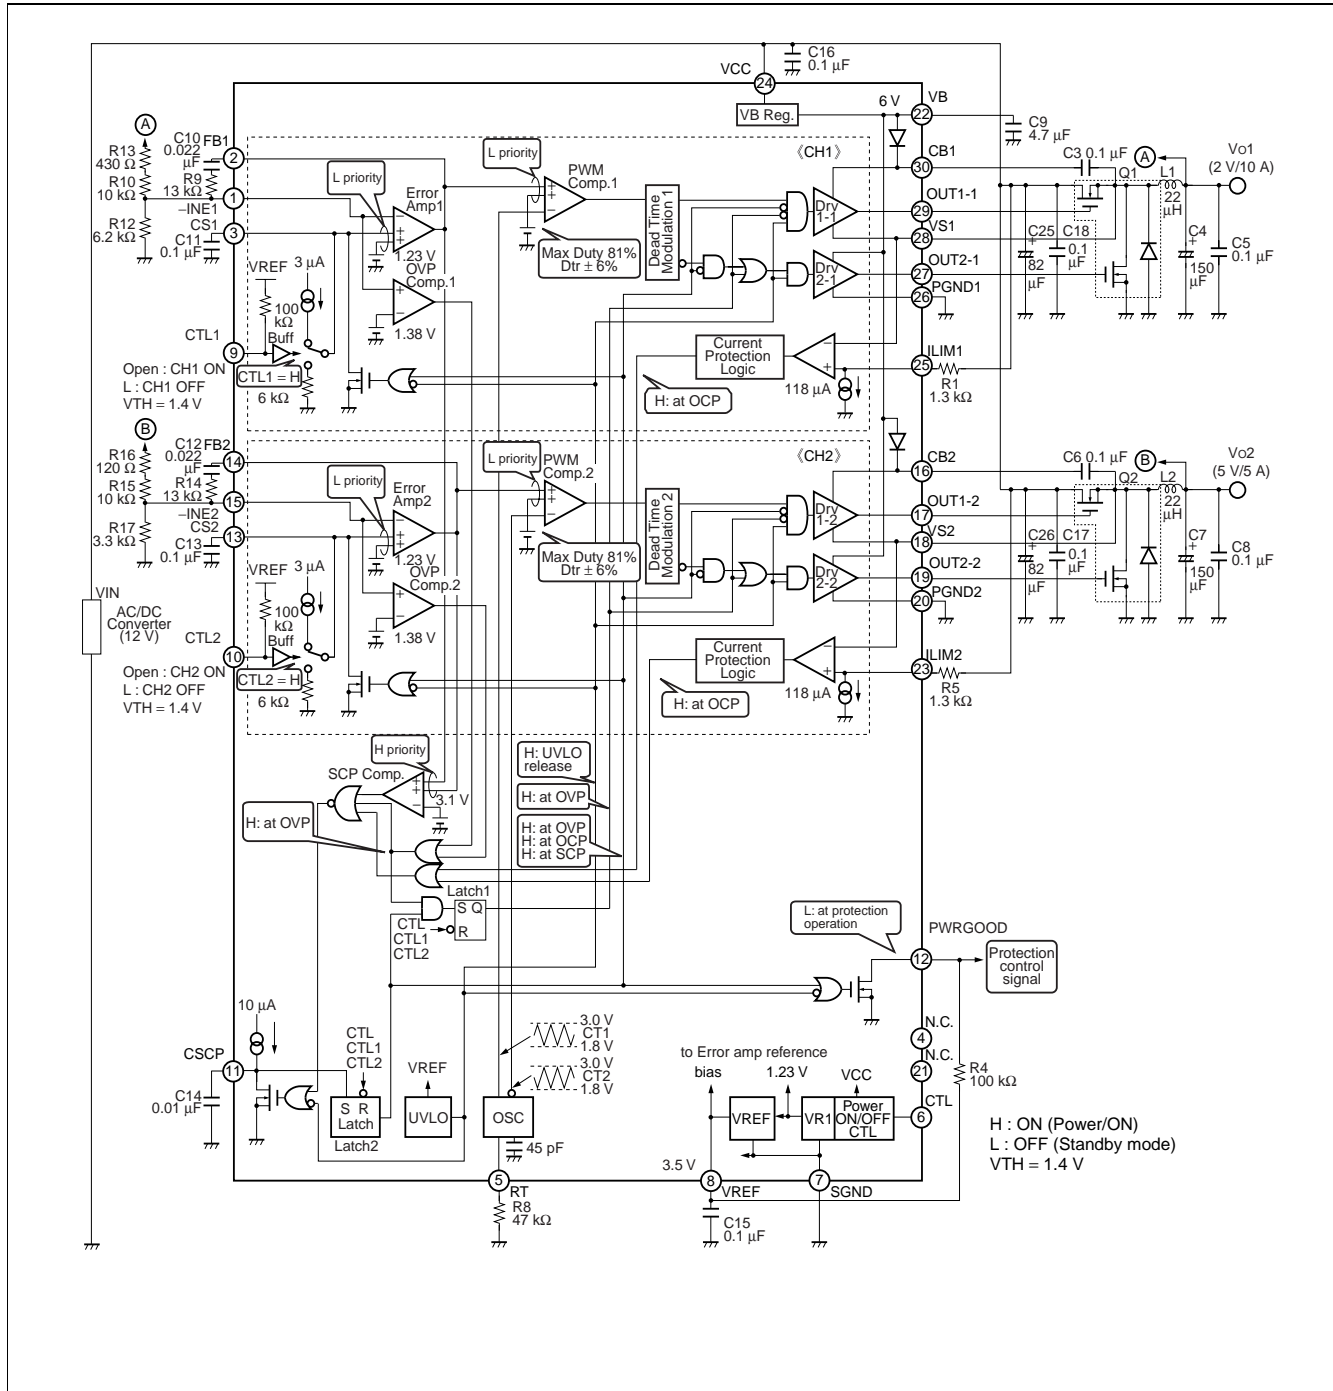 C16
0.1 μF
VCC
24
VB Reg.
6 V
VB
22
C9
4.7 μF
A
R13
430 Ω
R10
10 kΩ
R12
6.2 kΩ
C10
0.022
μF
R9
13 kΩ
FB1
2
1
−INE1
CS1
3
C11
0.1 μF
L priority
Error
Amp1
1.23 V
OVP
Comp.1
1.38 V
VREF
3 μA
100
kΩ
Buff
CTL1
9
CTL1 = H
6 kΩ
Open : CH1 ON
L : CH1 OFF
VTH = 1.4 V
L priority
PWM
Comp.1
Max Duty 81%
Dtr ± 6%
Dead Time
Modulation 1
《CH1》
Drv
1-1
Drv
2-1
CB1
30
OUT1-1
29
VS1
28
OUT2-1
27
26
PGND1
Current
Protection
Logic
118 μA
H: at OCP
ILIM1
25
R1
1.3 kΩ
C3 0.1 μF
A
Q1
L1
22
μH
Vo1
(2 V/10 A)
C25
82
μF
C18
0.1
μF
C4
150
μF
C5
0.1 μF
B
R16
120 Ω
R15
10 kΩ
R17
3.3 kΩ
C12
0.022
μF
R14
13 kΩ
FB2
14
15
−INE2
CS2
13
C13
0.1 μF
L priority
Error
Amp2
1.23 V
OVP
Comp.2
1.38 V
VREF
3 μA
100
kΩ
Buff
CTL2
10
CTL2 = H
6 kΩ
Open : CH2 ON
L : CH2 OFF
VTH = 1.4 V
VIN
AC/DC
Converter
(12 V)
L priority
PWM
Comp.2
Max Duty 81%
Dtr ± 6%
Dead Time
Modulation 2
《CH2》
Drv
1-2
Drv
2-2
CB2
16
OUT1-2
17
VS2
18
OUT2-2
19
PGND2
20
Current
Protection
Logic
118 μA
H: at OCP
ILIM2
23
R5
1.3 kΩ
C6 0.1 μF
B
Q2
L2
22
μH
Vo2
(5 V/5 A)
C26
82
μF
C17
0.1
μF
C7
150
μF
C8
0.1 μF
H priority
SCP Comp.
3.1 V
H: at OVP
H: UVLO
release
H: at OVP
H: at OVP
H: at OCP
H: at SCP
Latch1
S Q
R
CTL
CTL1
CTL2
L: at protection
operation
PWRGOOD
12
Protection
control
signal
N.C.
4
N.C.
21
R4
100 kΩ
CTL
6
H : ON (Power/ON)
L : OFF (Standby mode)
VTH = 1.4 V
10 μA
CSCP
11
C14
0.01 μF
CTL
CTL1
CTL2
S R
Latch
Latch2
VREF
UVLO
OSC
45 pF
3.0 V
CT1
1.8 V
3.0 V
CT2
1.8 V
to Error amp reference
bias
1.23 V
VCC
VREF
VR1
Power
ON/OFF
CTL
5
RT
R8
47 kΩ
3.5 V
8
VREF
C15
0.1 μF
7
SGND